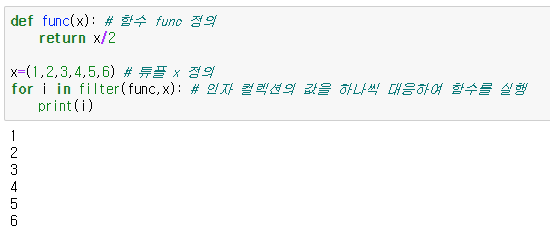 def func(x): # 함수 func 정의
return x/2
x=(1,2,3,4,5,6) # 튜플 x 정의
for i in filter(func,x): # 인자 컬렉션의 값을 하나씩 대응하여 함수를 실행
print(i)
1
2
3
4
5
6